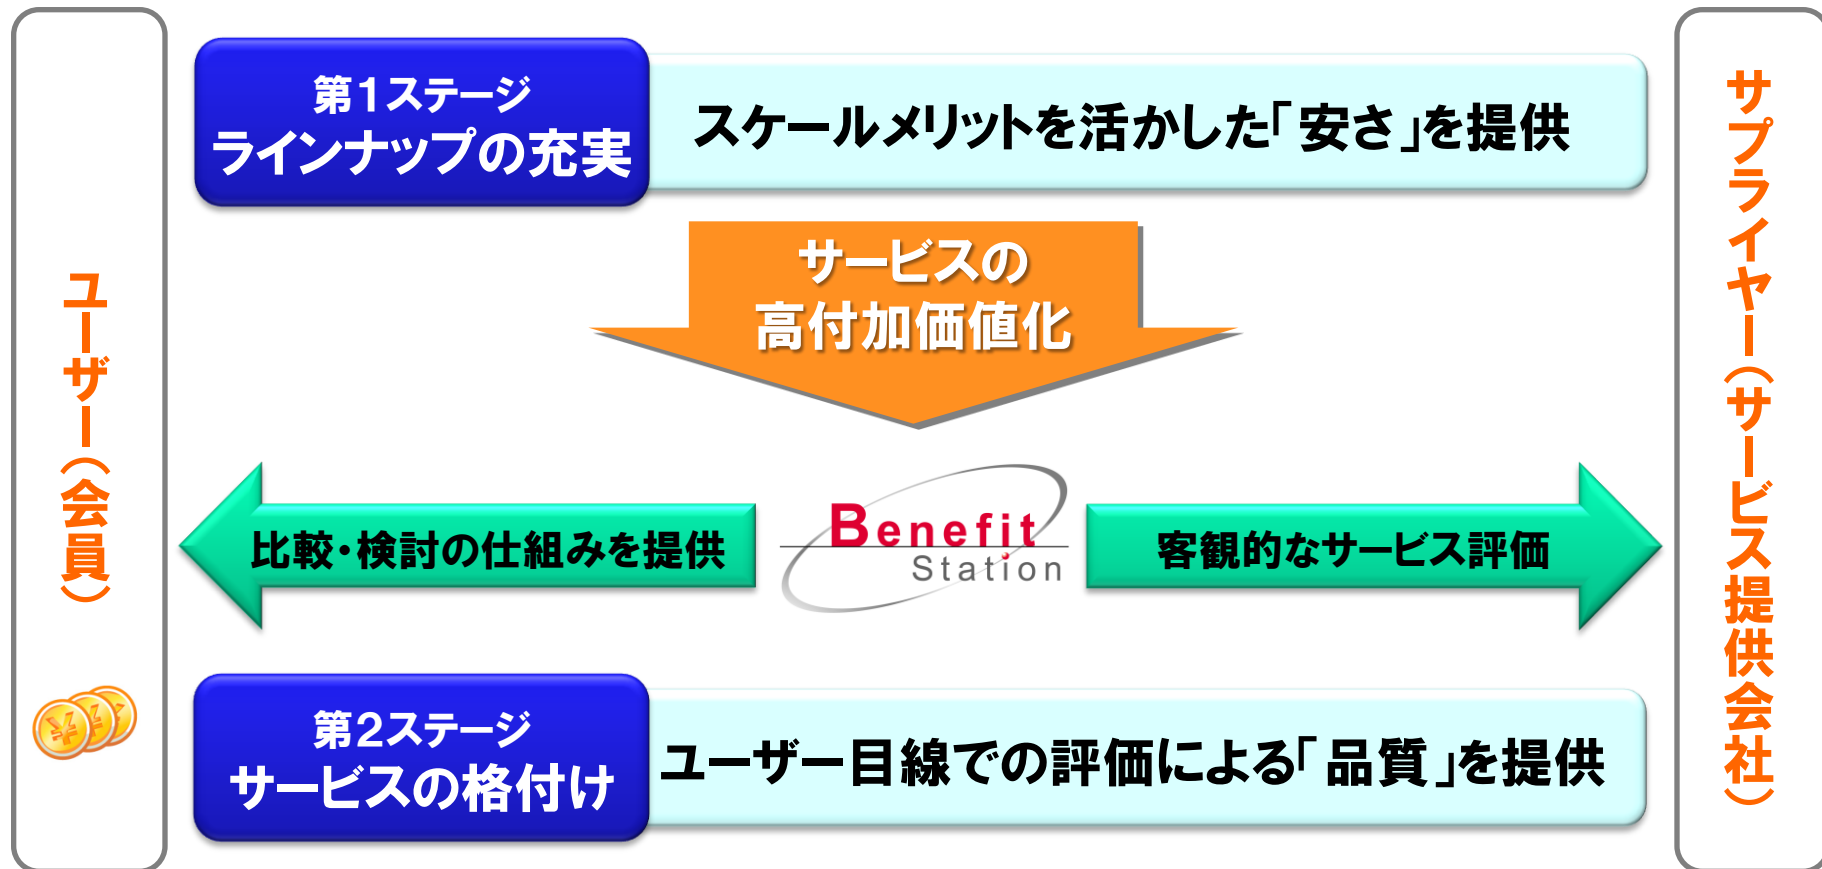 第1ステージ
ラインナップの充実
スケールメリットを活かした「安さ」を提供
サービスの
高付加価値化
ユーザー（会員）
サプライヤー（サービス提供会社）
比較・検討の仕組みを提供
Benefit
Station
客観的なサービス評価
第2ステージ
サービスの格付け
ユーザー目線での評価による「品質」を提供